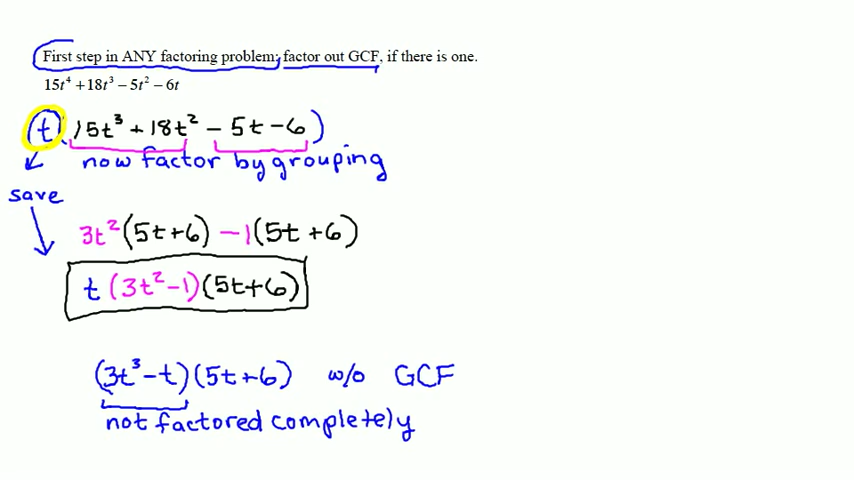 First step in ANY factoring problem; factor out GCF, if there is one.
15t⁴ +18t³ − 5t² − 6t
t(15t³ + 18t² − 5t − 6)
now factor by grouping
save
3t²(5t+6) −1(5t+6)
t(3t²−1)(5t+6)
(3t³−t)(5t+6) w/o GCF
not factored completely